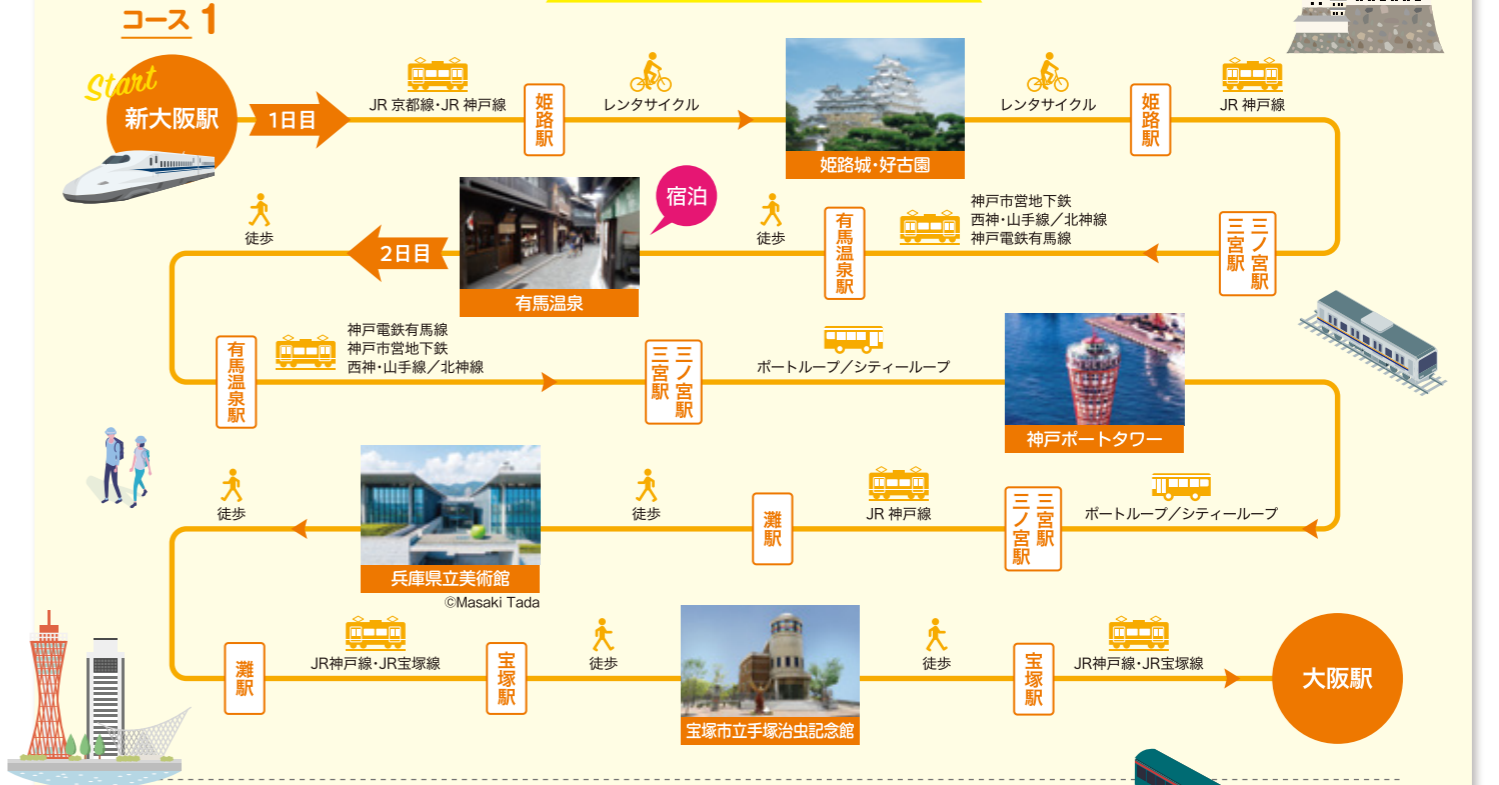 コース 1
Start
新大阪駅
1日目
JR 京都線・JR 神戸線
姫路駅
レンタサイクル
姫路城・好古園
レンタサイクル
姫路駅
JR 神戸線
三ノ宮駅
三宮駅
神戸市営地下鉄
西神・山手線／北神線
神戸電鉄有馬線
有馬温泉駅
徒歩
宿泊
有馬温泉
2日目
徒歩
有馬温泉駅
神戸電鉄有馬線
神戸市営地下鉄
西神・山手線／北神線
三ノ宮駅
三宮駅
ポートループ／シティーループ
神戸ポートタワー
ポートループ／シティーループ
三宮駅
三ノ宮駅
JR 神戸線
灘駅
徒歩
兵庫県立美術館
©Masaki Tada
徒歩
灘駅
JR神戸線・JR宝塚線
宝塚駅
徒歩
宝塚市立手塚治虫記念館
徒歩
宝塚駅
JR神戸線・JR宝塚線
大阪駅